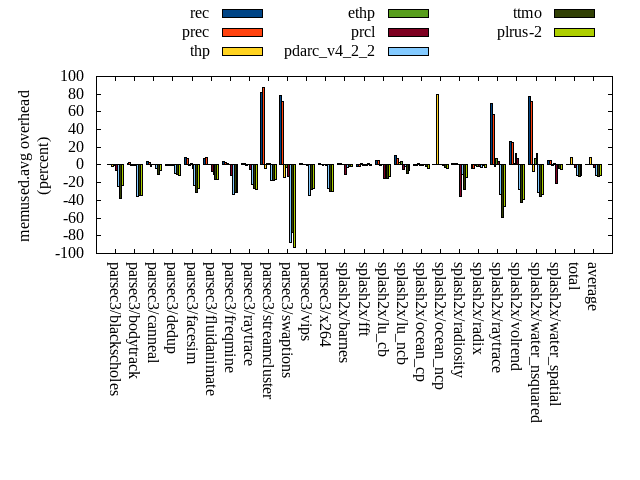 rec
prec
thp
ethp
prcl
pdarc_v4_2_2
ttmo
plrus-2
memused.avg overhead
(percent)
100
80
60
40
20
0
-20
-40
-60
-80
-100
parsec3/blackscholes
parsec3/bodytrack
parsec3/canneal
parsec3/dedup
parsec3/facesim
parsec3/fluidanimate
parsec3/freqmine
parsec3/raytrace
parsec3/streamcluster
parsec3/swaptions
parsec3/vips
parsec3/x264
splash2x/barnes
splash2x/fft
splash2x/lu_cb
splash2x/lu_ncb
splash2x/ocean_cp
splash2x/ocean_ncp
splash2x/radiosity
splash2x/radix
splash2x/raytrace
splash2x/volrend
splash2x/water_nsquared
splash2x/water_spatial
total
average